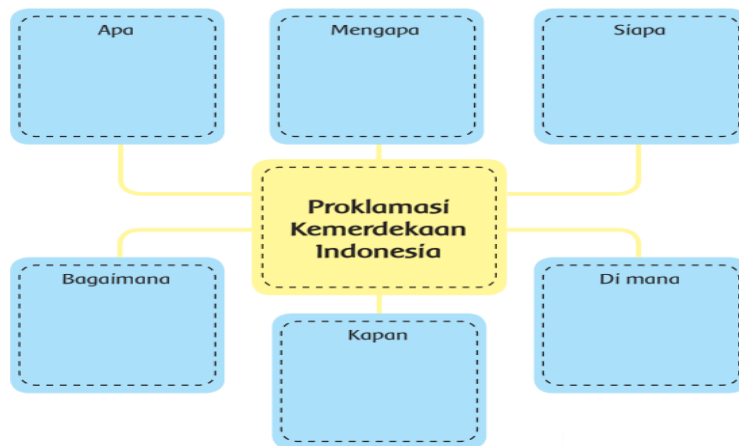 Apa
Mengapa
Siapa
Proklamasi
Kemerdekaan
Indonesia
Bagaimana
Kapan
Di mana